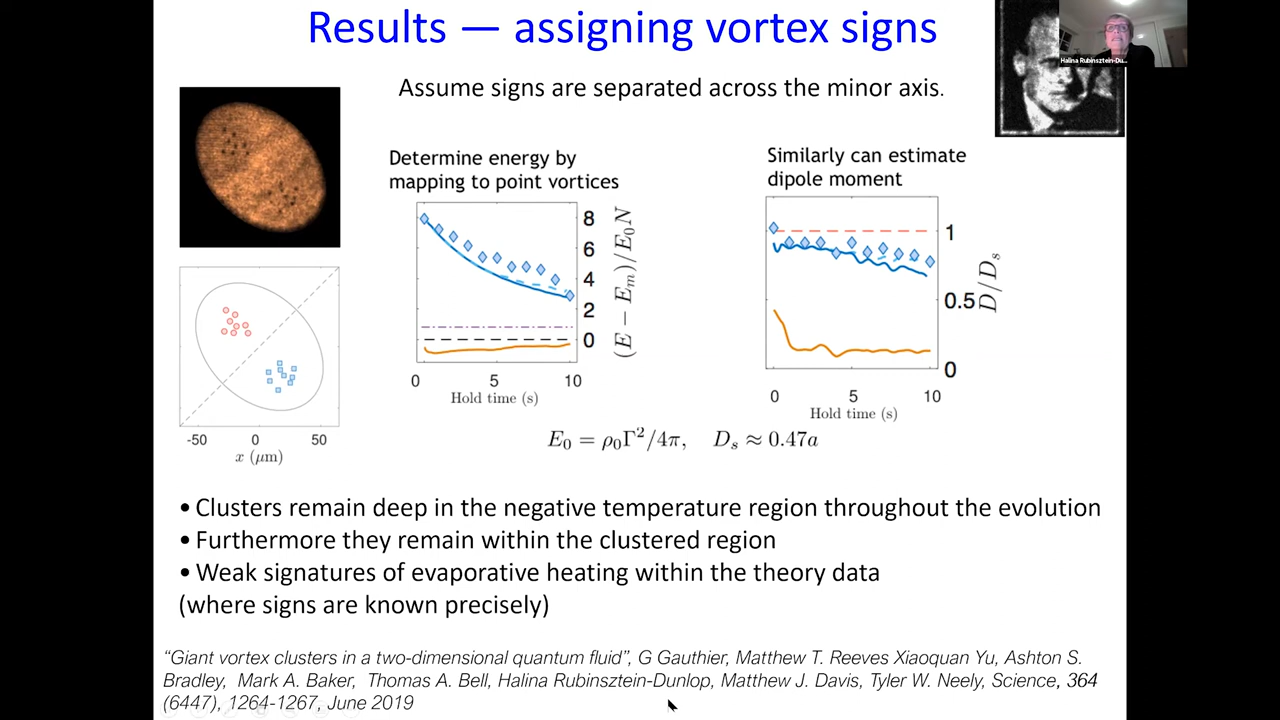 Results — assigning vortex signs
Halina Rubinsztein-Du...
Assume signs are separated across the minor axis.
Determine energy by
mapping to point vortices
8
6
4
2
0
(E − Eₘ)/E₀N
0 5 10
Hold time (s)
Similarly can estimate
dipole moment
1
0.5
0
D/Dₛ
0 5 10
Hold time (s)
-50 0 50
x (μm)
E₀ = ρ₀Γ²/4π, Dₛ ≈ 0.47a
• Clusters remain deep in the negative temperature region throughout the evolution
• Furthermore they remain within the clustered region
• Weak signatures of evaporative heating within the theory data
(where signs are known precisely)
“Giant vortex clusters in a two-dimensional quantum fluid”, G Gauthier, Matthew T. Reeves Xiaoquan Yu, Ashton S.
Bradley, Mark A. Baker, Thomas A. Bell, Halina Rubinsztein-Dunlop, Matthew J. Davis, Tyler W. Neely, Science, 364
(6447), 1264-1267, June 2019